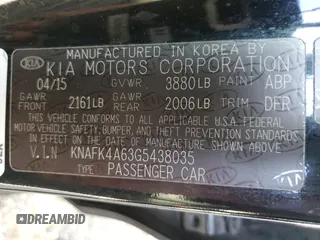 MANUFACTURED IN KOREA BY
KIA KIA MOTORS CORPORATION
04/15 GVWR 3880LB PAINT ABP
GAWR FRONT 2161LB GAWR REAR 2006LB TRIM DFR
THIS VEHICLE CONFORMS TO ALL APPLICABLE U.S.A FEDERAL
MOTOR VEHICLE SAFETY, BUMPER, AND THEFT PREVENTION
STANDARDS IN EFFECT ON THE DATE OF MANUFACTURE
SHOWN ABOVE.
V.I.N KNAFK4A63G5438035
TYPE PASSENGER CAR
DREAMBID